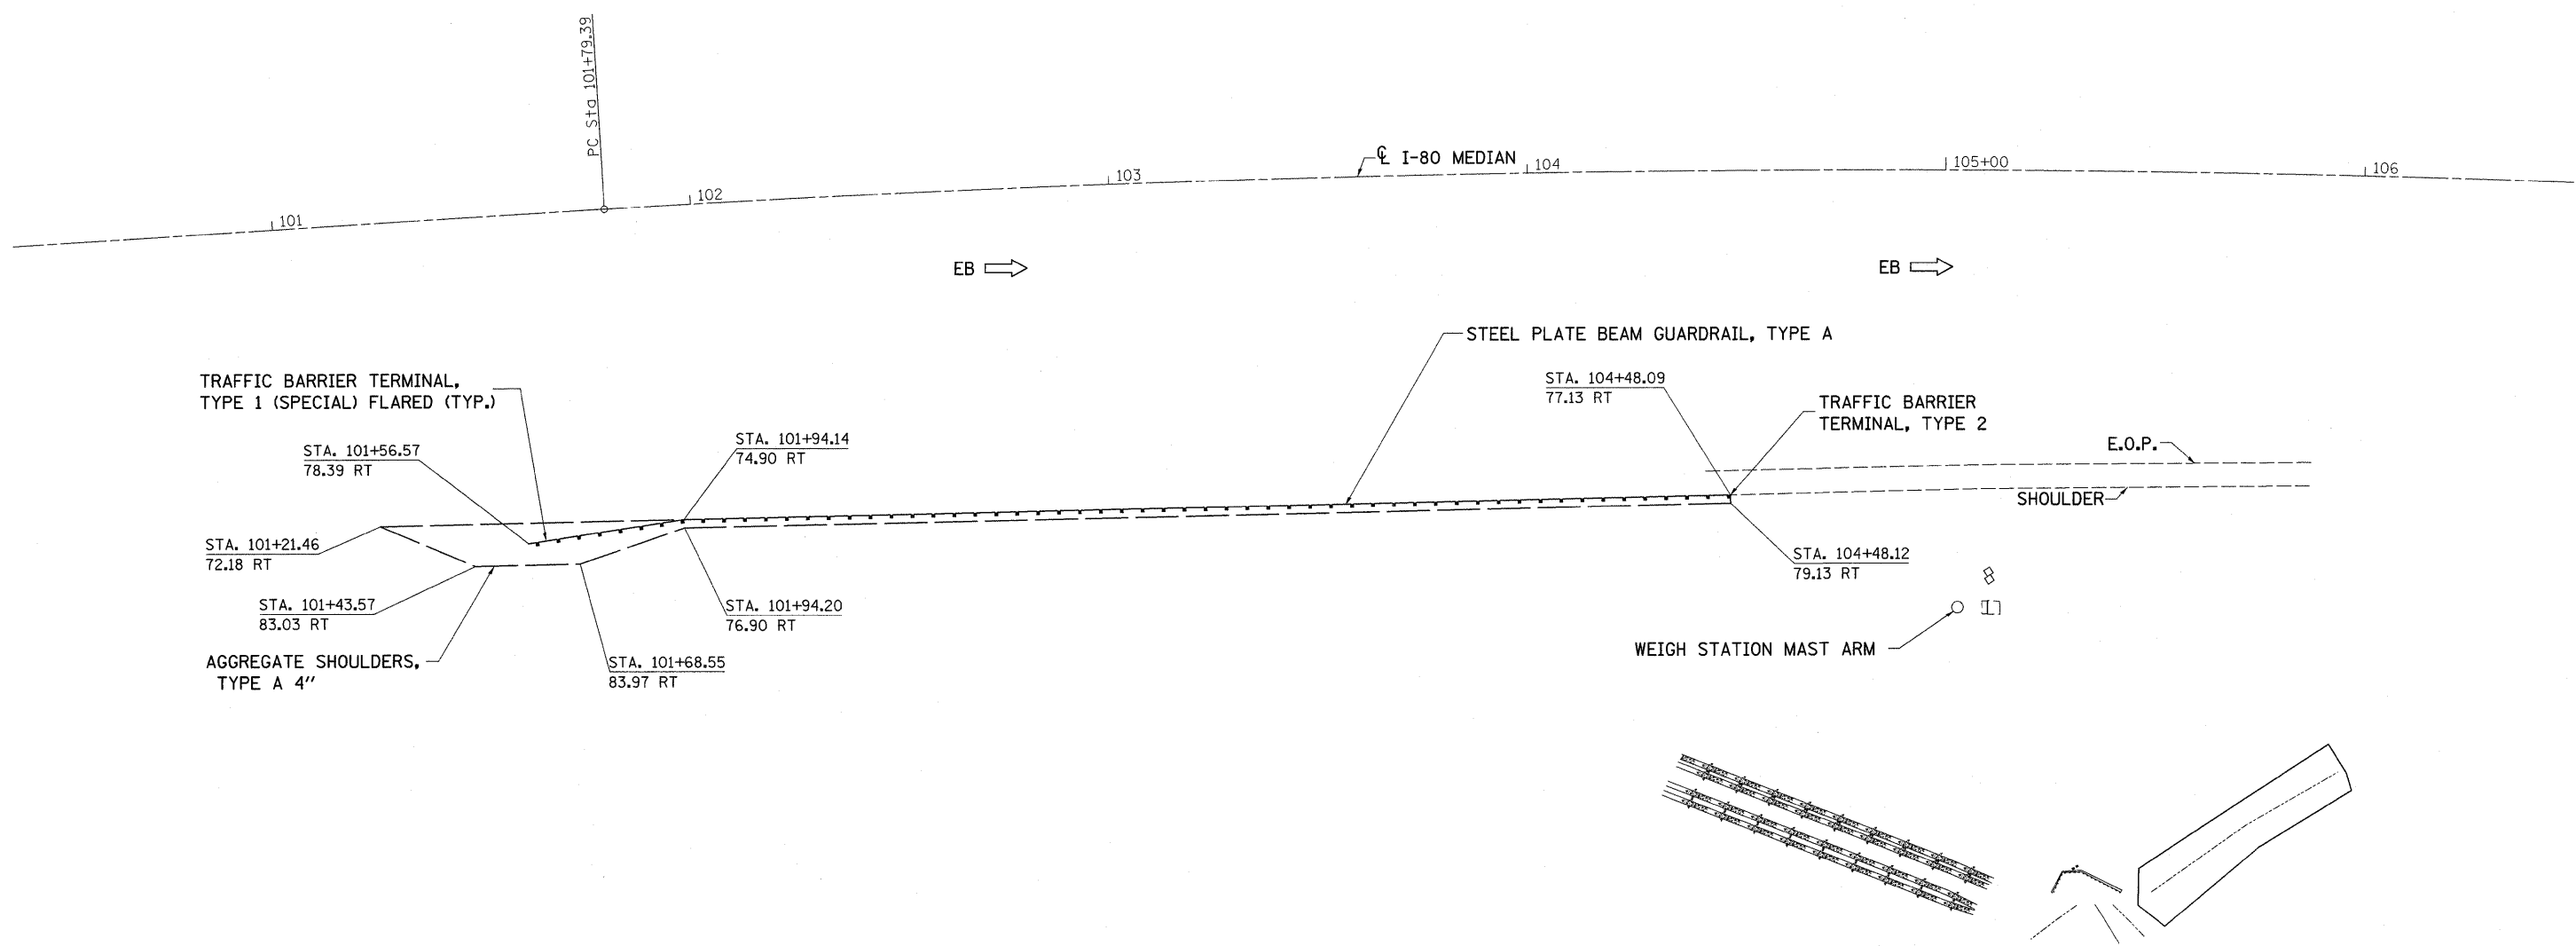 PC Sta 101+79.39
101
102
103
℄ I-80 MEDIAN
104
105+00
106
EB
EB
STEEL PLATE BEAM GUARDRAIL, TYPE A
TRAFFIC BARRIER TERMINAL,
TYPE 1 (SPECIAL) FLARED (TYP.)
STA. 104+48.09
77.13 RT
TRAFFIC BARRIER
TERMINAL, TYPE 2
STA. 101+56.57
78.39 RT
STA. 101+94.14
74.90 RT
E.O.P.
SHOULDER
STA. 101+21.46
72.18 RT
STA. 104+48.12
79.13 RT
STA. 101+43.57
83.03 RT
STA. 101+94.20
76.90 RT
WEIGH STATION MAST ARM
AGGREGATE SHOULDERS,
TYPE A 4"
STA. 101+68.55
83.97 RT